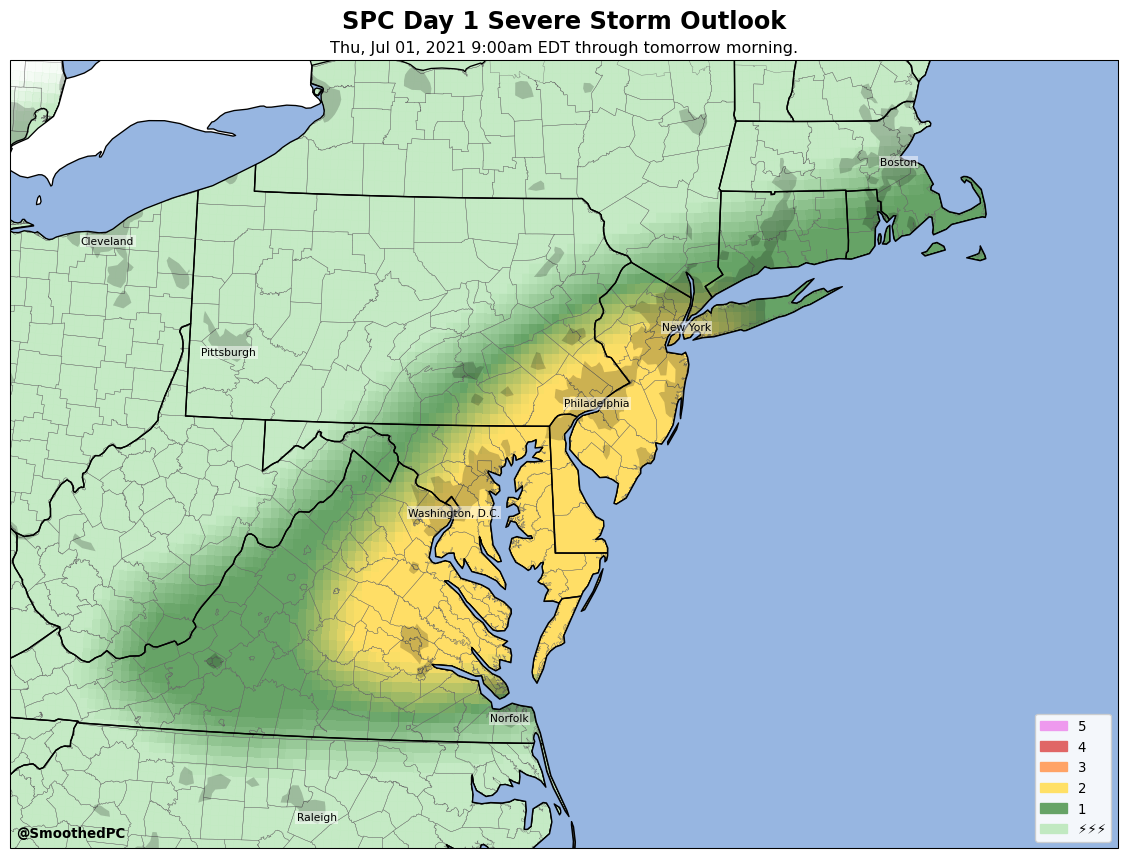 SPC Day 1 Severe Storm Outlook
Thu, Jul 01, 2021 9:00am EDT through tomorrow morning.
Boston
Cleveland
New York
Pittsburgh
Philadelphia
Washington, D.C.
Norfolk
Raleigh
5
4
3
2
1
⚡⚡⚡
@SmoothedPC